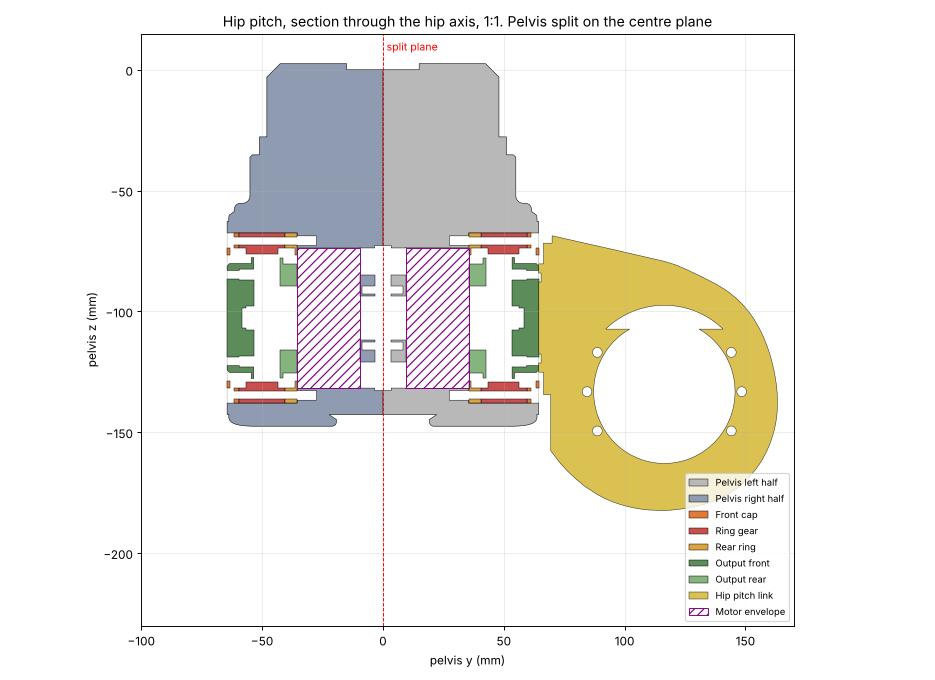 Hip pitch, section through the hip axis, 1:1. Pelvis split on the centre plane
split plane
0
−50
−100
−150
−200
pelvis z (mm)
−100
−50
0
50
100
150
pelvis y (mm)
Pelvis left half
Pelvis right half
Front cap
Ring gear
Rear ring
Output front
Output rear
Hip pitch link
Motor envelope